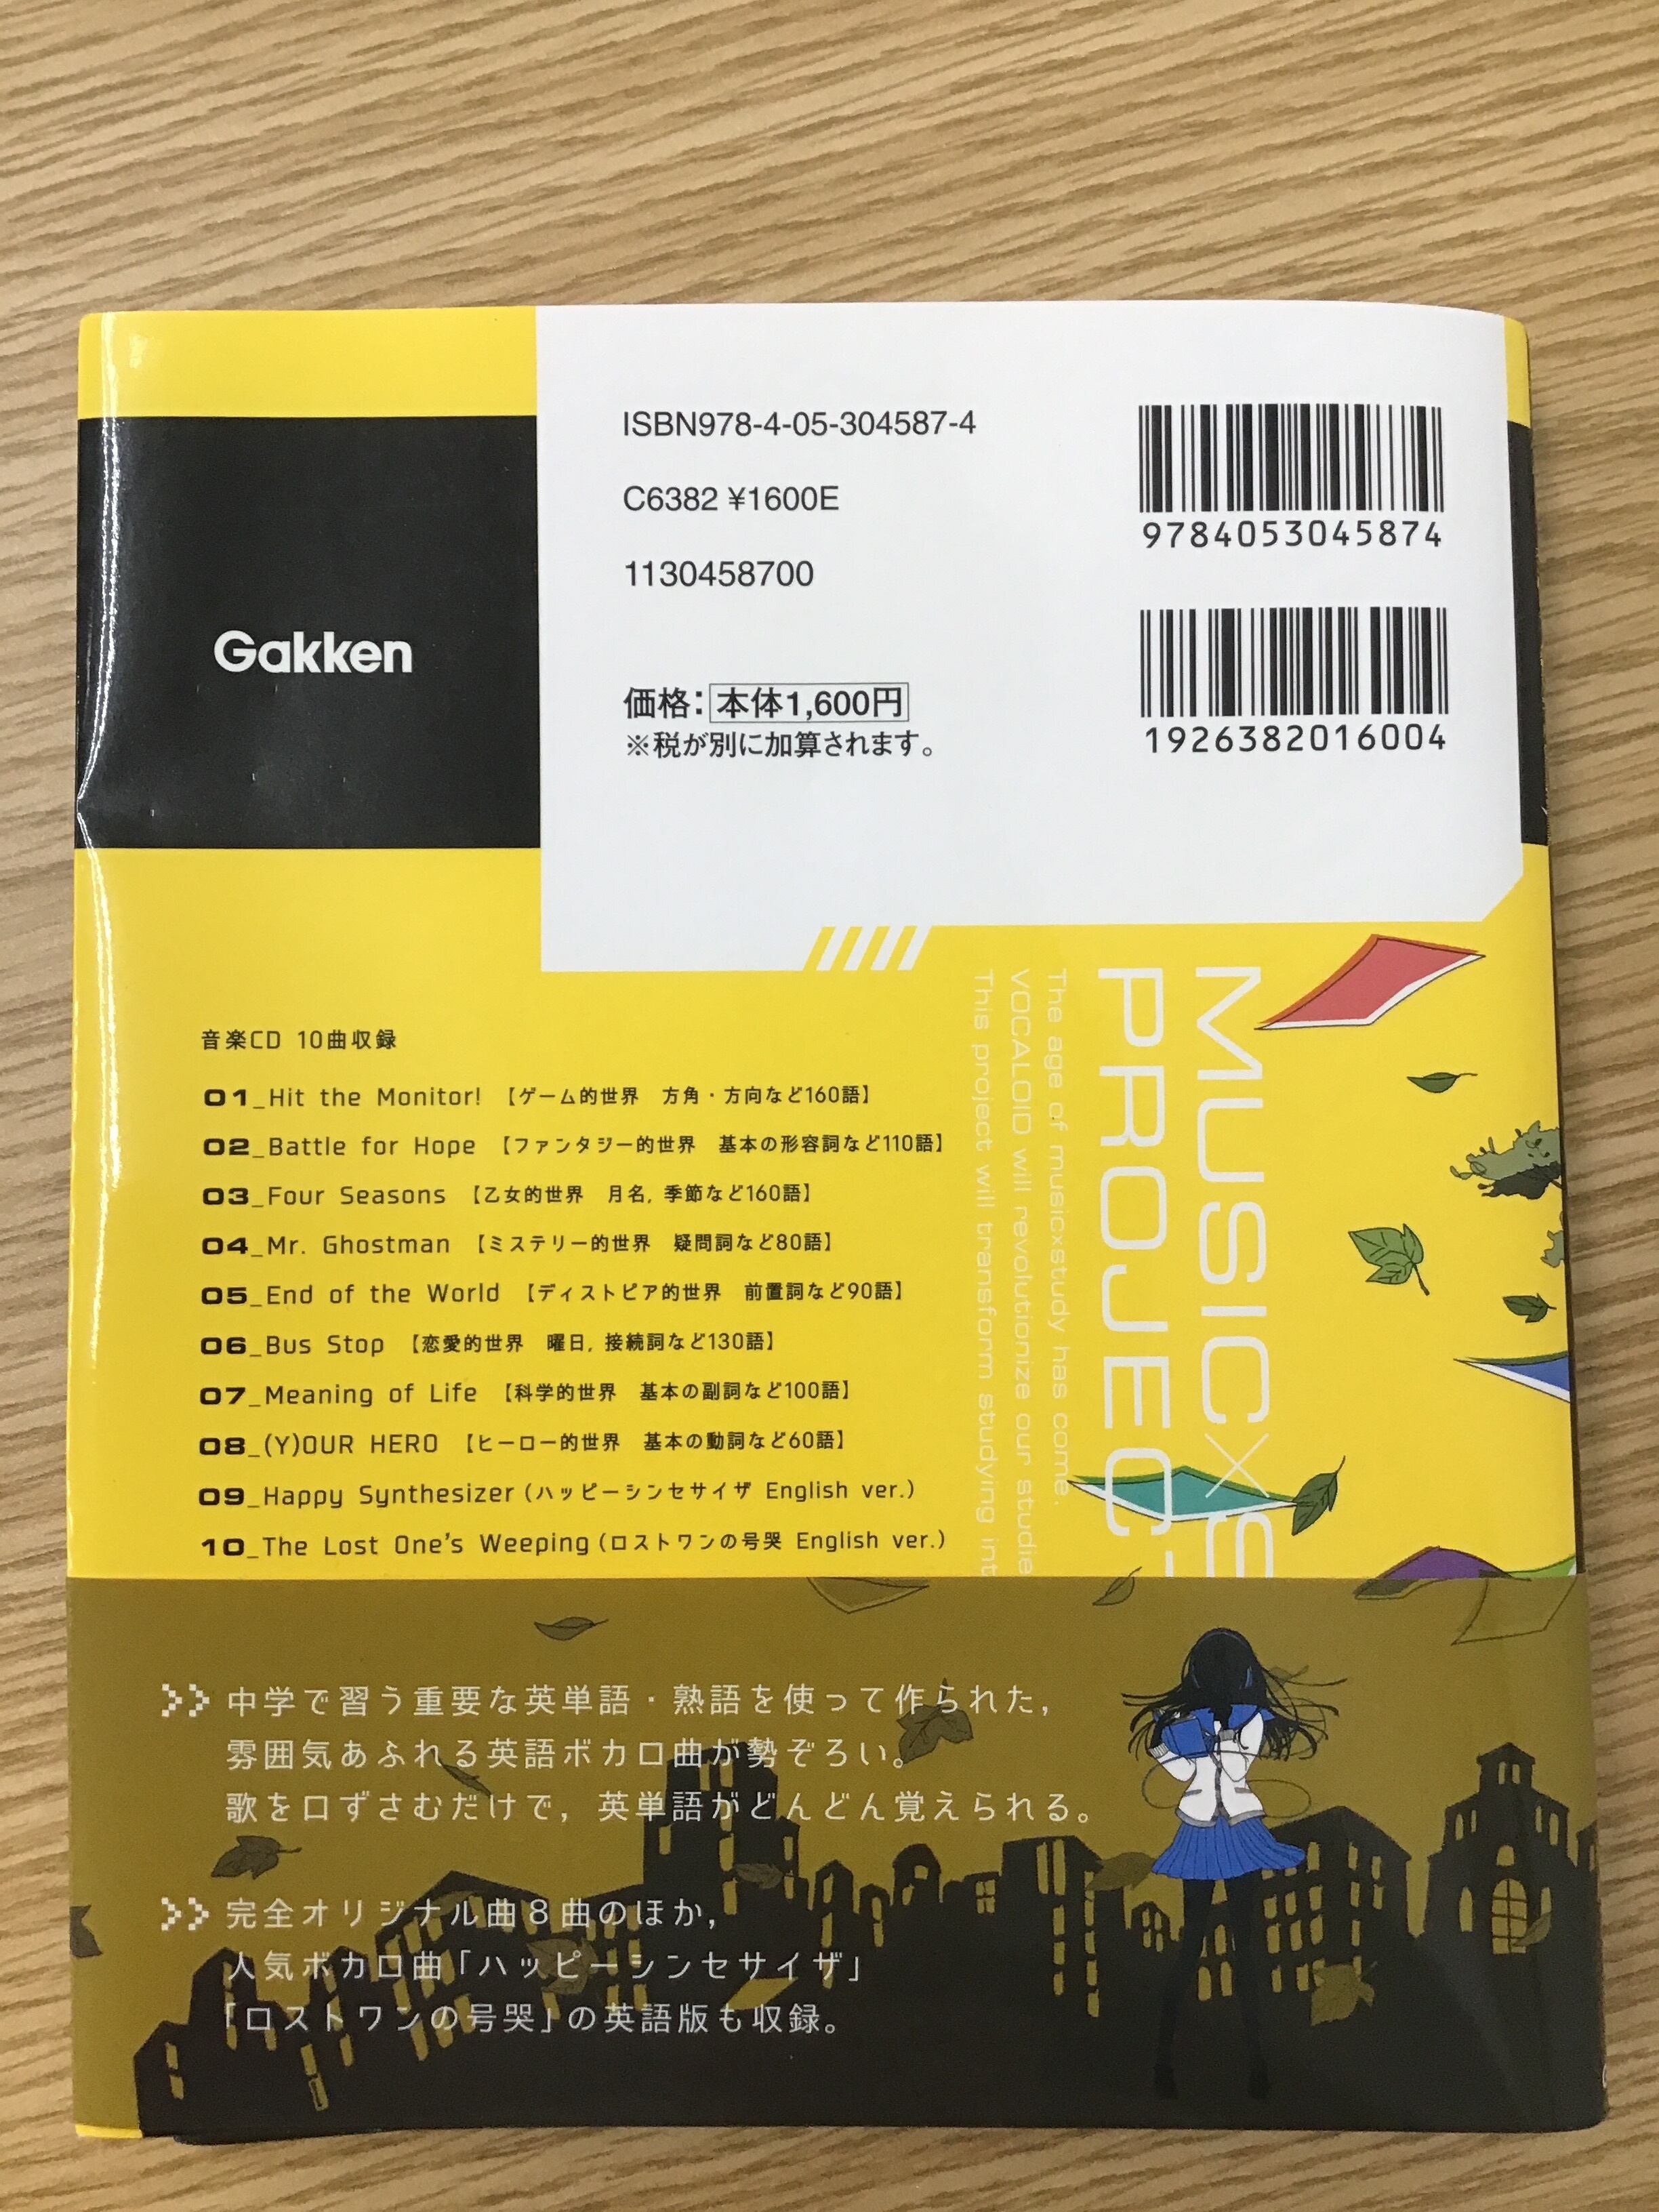 ISBN978-4-05-304587-4
C6382 ¥1600E
1130458700
価格：本体1,600円
※税が別に加算されます。
9784053045874
1926382016004
Gakken
MUSIC×S
PROJECT
The age of music×study has come.
VOCALOID will revolutionize our studie
This project will transform studying int
音楽CD 10曲収録
01_Hit the Monitor! 【ゲーム的世界　方角・方向など160語】
02_Battle for Hope 【ファンタジー的世界　基本の形容詞など110語】
03_Four Seasons 【乙女的世界　月名，季節など160語】
04_Mr. Ghostman 【ミステリー的世界　疑問詞など80語】
05_End of the World 【ディストピア的世界　前置詞など90語】
06_Bus Stop 【恋愛的世界　曜日，接続詞など130語】
07_Meaning of Life 【科学的世界　基本の副詞など100語】
08_(Y)OUR HERO 【ヒーロー的世界　基本の動詞など60語】
09_Happy Synthesizer（ハッピーシンセサイザ English ver.）
10_The Lost One's Weeping（ロストワンの号哭 English ver.）
中学で習う重要な英単語・熟語を使って作られた，
雰囲気あふれる英語ボカロ曲が勢ぞろい。
歌を口ずさむだけで，英単語がどんどん覚えられる。
完全オリジナル曲8曲のほか，
人気ボカロ曲「ハッピーシンセサイザ」
「ロストワンの号哭」の英語版も収録。